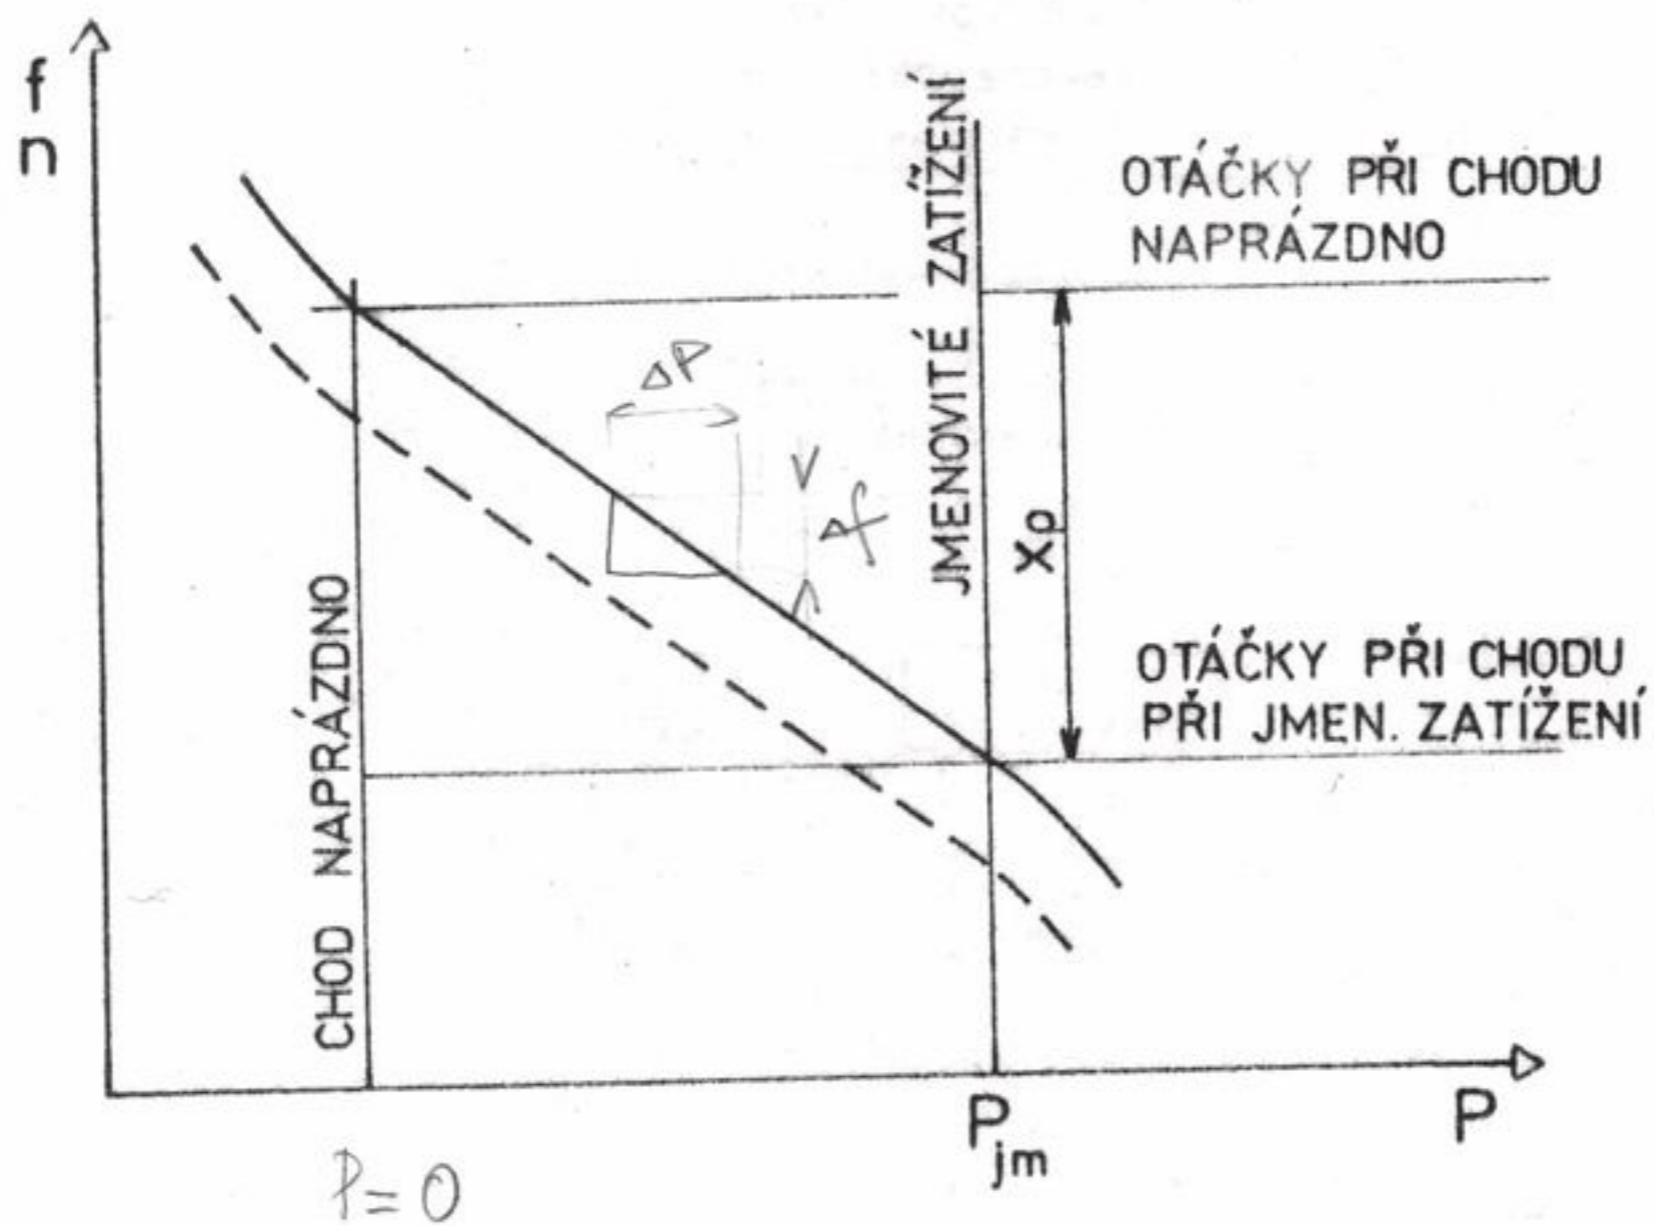 f
n
JMENOVITÉ ZATÍŽENÍ
OTÁČKY PŘI CHODU
NAPRÁZDNO
ΔP
Δf
Xp
CHOD NAPRÁZDNO
OTÁČKY PŘI CHODU
PŘI JMEN. ZATÍŽENÍ
Pjm
P
P=0